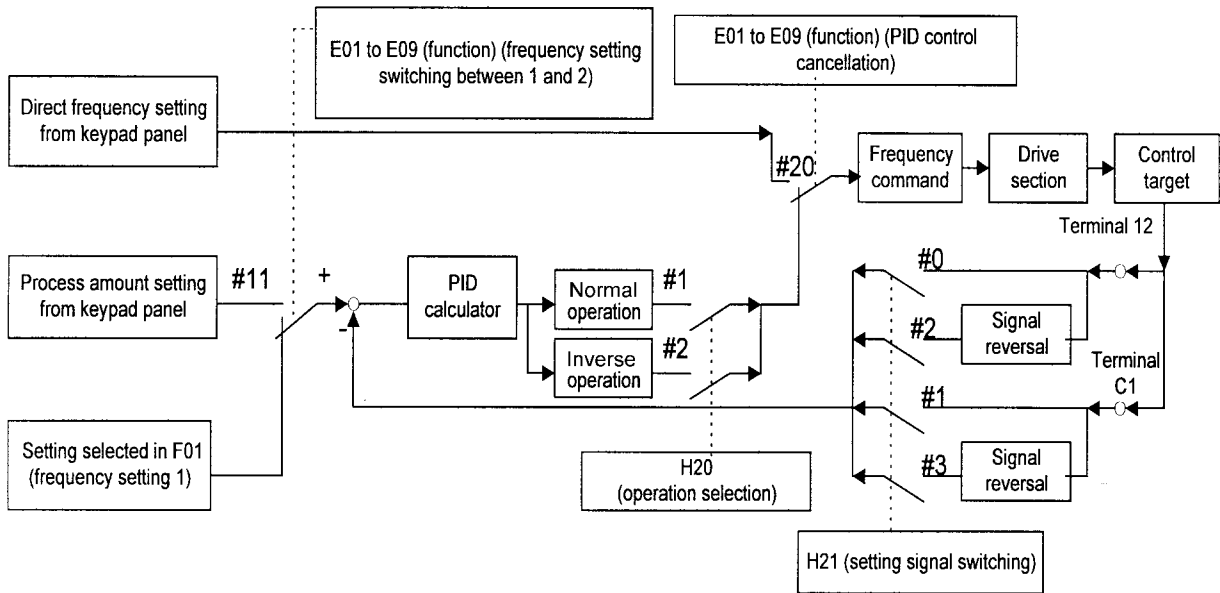 E01 to E09 (function) (frequency setting
switching between 1 and 2)
E01 to E09 (function) (PID control
cancellation)
Direct frequency setting
from keypad panel
#20
Frequency
command
Drive
section
Control
target
Terminal 12
Process amount setting
from keypad panel
#11
+
-
PID
calculator
Normal
operation
#1
Inverse
operation
#2
#0
#2
Signal
reversal
Terminal
C1
#1
#3
Signal
reversal
Setting selected in F01
(frequency setting 1)
H20
(operation selection)
H21 (setting signal switching)